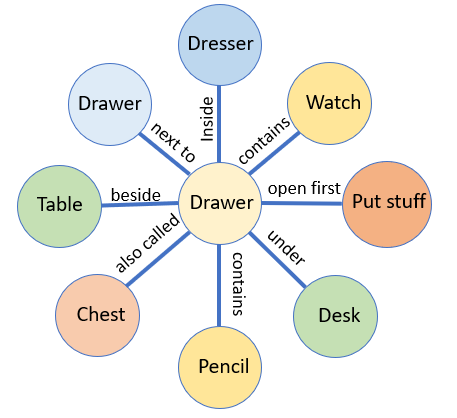 Dresser
Drawer
Watch
Inside
next to
contains
Table
beside
Drawer
open first
Put stuff
also called
contains
under
Chest
Desk
Pencil